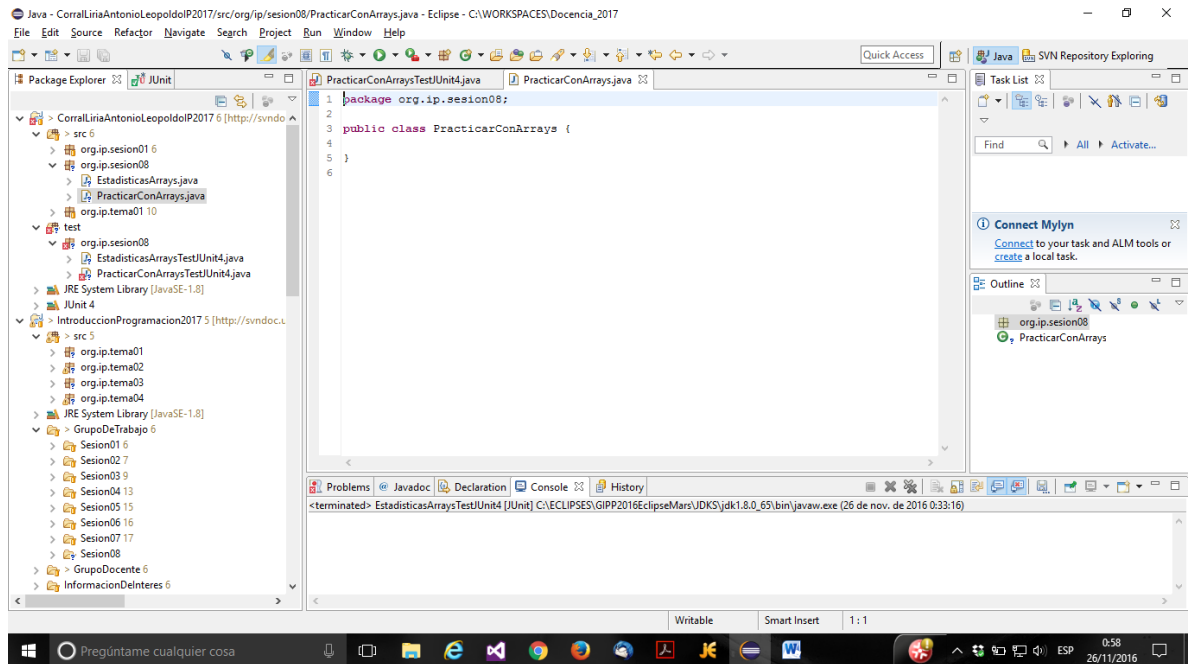 Java - CorralLiriaAntonioLeopoldoIP2017/src/org/ip/sesion08/PracticarConArrays.java - Eclipse - C:\WORKSPACES\Docencia_2017
File Edit Source Refactor Navigate Search Project Run Window Help
Quick Access
Java
SVN Repository Exploring
Package Explorer
JUnit
> CorralLiriaAntonioLeopoldoIP2017 6 [http://svndo
> src 6
org.ip.sesion01 6
org.ip.sesion08
EstadisticasArrays.java
PracticarConArrays.java
org.ip.tema01 10
test
org.ip.sesion08
EstadisticasArraysTestJUnit4.java
PracticarConArraysTestJUnit4.java
JRE System Library [JavaSE-1.8]
JUnit 4
> IntroduccionProgramacion2017 5 [http://svndoc.u
> src 5
org.ip.tema01
org.ip.tema02
org.ip.tema03
org.ip.tema04
JRE System Library [JavaSE-1.8]
> GrupoDeTrabajo 6
Sesion01 6
Sesion02 7
Sesion03 9
Sesion04 13
Sesion05 15
Sesion06 16
Sesion07 17
Sesion08
> GrupoDocente 6
InformacionDeInteres 6
PracticarConArraysTestJUnit4.java
PracticarConArrays.java
1 package org.ip.sesion08;
2
3 public class PracticarConArrays {
4
5 }
6
Task List
Find
All
Activate...
Connect Mylyn
Connect to your task and ALM tools or
create a local task.
Outline
org.ip.sesion08
PracticarConArrays
Problems @ Javadoc Declaration Console History
<terminated> EstadisticasArraysTestJUnit4 [JUnit] C:\ECLIPSES\GIPP2016EclipseMars\JDKS\jdk1.8.0_65\bin\javaw.exe (26 de nov. de 2016 0:33:16)
Writable
Smart Insert
1 : 1
Pregúntame cualquier cosa
ESP
0:58
26/11/2016